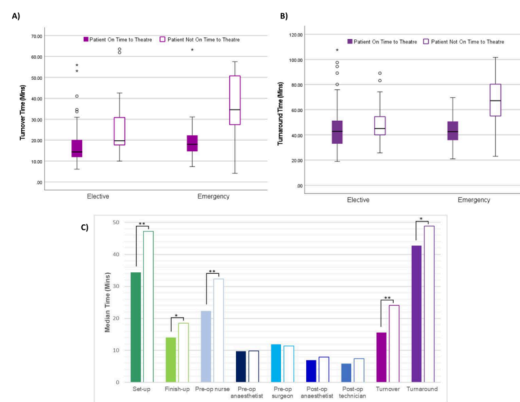 A)
Patient On Time to Theatre
Patient Not On Time to Theatre
Turnover Time (Mins)
70.00
60.00
50.00
40.00
30.00
20.00
10.00
.00
Elective
Emergency
B)
Patient On Time to Theatre
Patient Not On Time to Theatre
Turnaround Time (Mins)
120.00
100.00
80.00
60.00
40.00
20.00
.00
Elective
Emergency
C)
Median Time (Mins)
50
40
30
20
10
0
**
*
**
**
*
Set-up
Finish-up
Pre-op nurse
Pre-op
anaesthetist
Pre-op
surgeon
Post-op
anaesthetist
Post-op
technician
Turnover
Turnaround